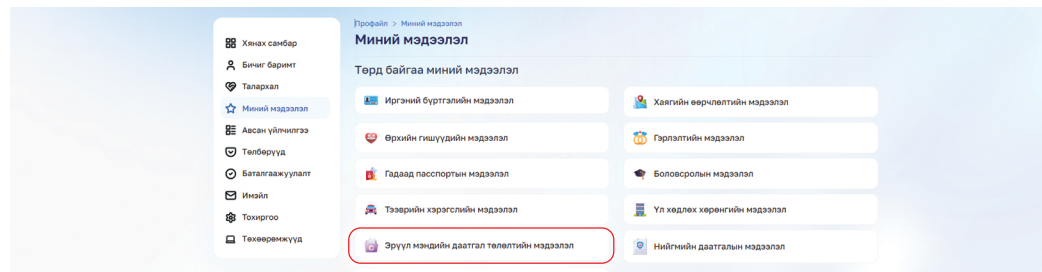 Профайл > Миний мэдээлэл
Миний мэдээлэл
Хянах самбар
Бичиг баримт
Талархал
Миний мэдээлэл
Авсан үйлчилгээ
Төлбөрүүд
Баталгаажуулалт
Имэйл
Тохиргоо
Төхөөрөмжүүд
Төрд байгаа миний мэдээлэл
Иргэний бүртгэлийн мэдээлэл
Хаягийн өөрчлөлтийн мэдээлэл
Өрхийн гишүүдийн мэдээлэл
Гэрлэлтийн мэдээлэл
Гадаад пасспортын мэдээлэл
Боловсролын мэдээлэл
Тээврийн хэрэгслийн мэдээлэл
Үл хөдлөх хөрөнгийн мэдээлэл
Эрүүл мэндийн даатгал төлөлтийн мэдээлэл
Нийгмийн даатгалын мэдээлэл